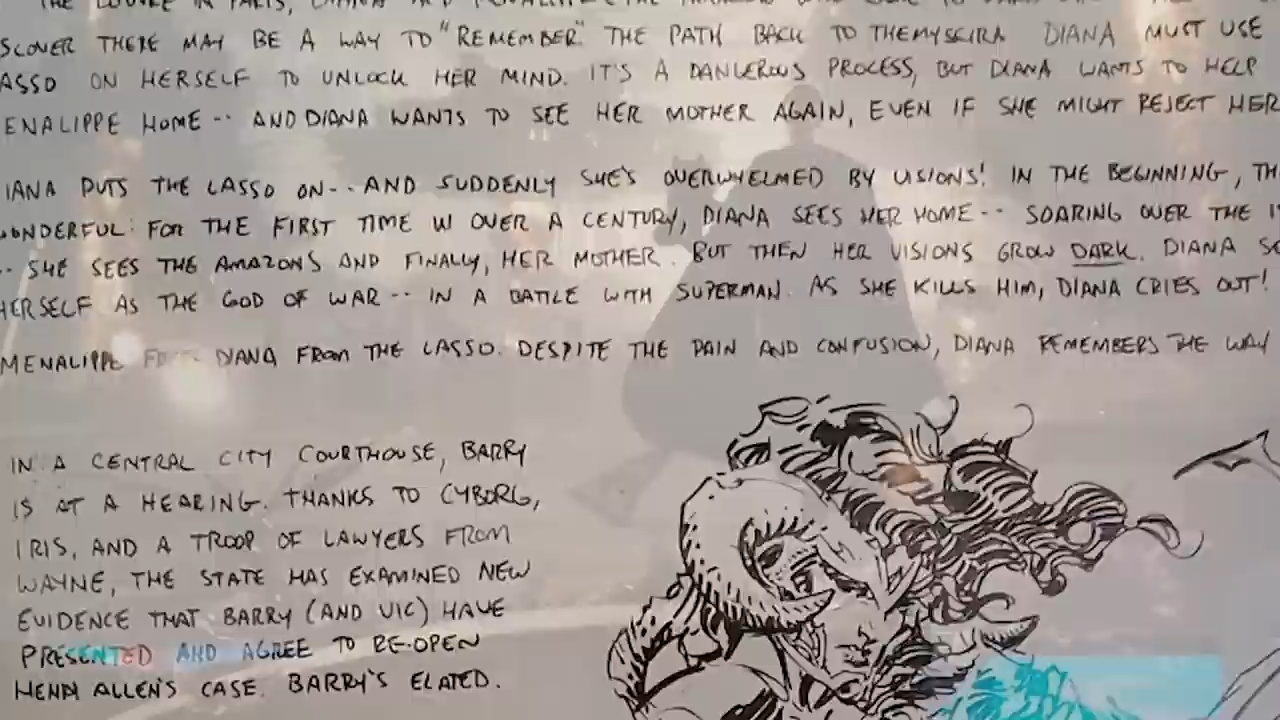 THE LOUVRE IN PARIS, DIANA AND
SCOVER THERE MAY BE A WAY TO "REMEMBER" THE PATH BACK TO THEMYSCIRA DIANA MUST USE
ASSO ON HERSELF TO UNLOCK HER MIND. IT'S A DANGEROUS PROCESS, BUT DIANA WANTS TO HELP
ENALIPPE HOME -- AND DIANA WANTS TO SEE HER MOTHER AGAIN, EVEN IF SHE MIGHT REJECT HER
IANA PUTS THE LASSO ON-- AND SUDDENLY SHE'S OVERWHELMED BY VISIONS! IN THE BEGINNING, TH
ONDERFUL: FOR THE FIRST TIME IN OVER A CENTURY, DIANA SEES HER HOME -- SOARING OVER THE I
-- SHE SEES THE AMAZONS AND FINALLY, HER MOTHER. BUT THEN HER VISIONS GROW DARK. DIANA S
HERSELF AS THE GOD OF WAR -- IN A BATTLE WITH SUPERMAN. AS SHE KILLS HIM, DIANA CRIES OUT!
MENALIPPE DIANA FROM THE LASSO. DESPITE THE PAIN AND CONFUSION, DIANA REMEMBERS THE WAY
IN A CENTRAL CITY COURTHOUSE, BARRY
IS AT A HEARING. THANKS TO CYBORG,
IRIS, AND A TROOP OF LAWYERS FROM
WAYNE, THE STATE HAS EXAMINED NEW
EVIDENCE THAT BARRY (AND VIC) HAVE
PRESENTED AND AGREE TO RE-OPEN
HENRY ALLEN'S CASE. BARRY'S ELATED.